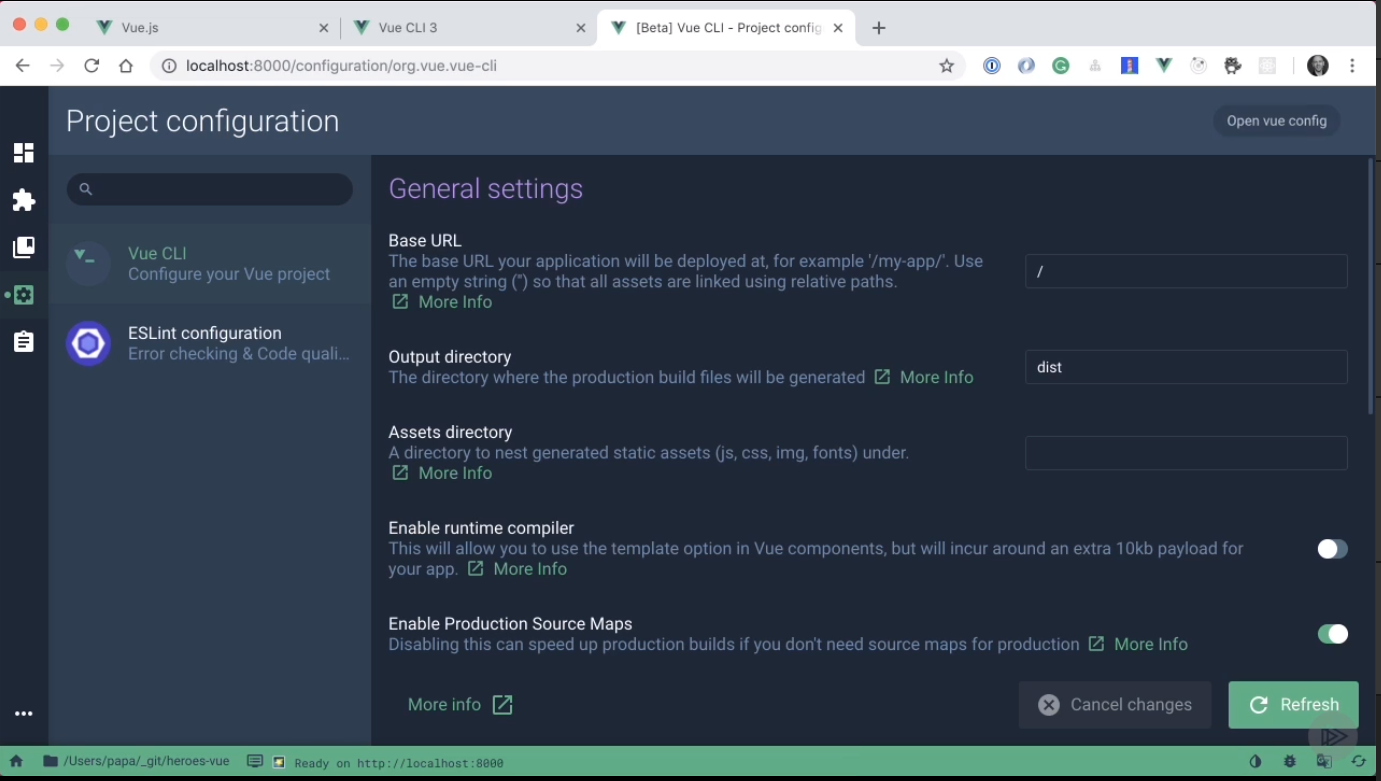 Vue.js
Vue CLI 3
[Beta] Vue CLI - Project config
localhost:8000/configuration/org.vue.vue-cli
Project configuration
Open vue config
Vue CLI
Configure your Vue project
ESLint configuration
Error checking & Code quali...
General settings
Base URL
The base URL your application will be deployed at, for example '/my-app/'. Use
an empty string ('') so that all assets are linked using relative paths.
More Info
/
Output directory
The directory where the production build files will be generated More Info
dist
Assets directory
A directory to nest generated static assets (js, css, img, fonts) under.
More Info
Enable runtime compiler
This will allow you to use the template option in Vue components, but will incur around an extra 10kb payload for
your app. More Info
Enable Production Source Maps
Disabling this can speed up production builds if you don't need source maps for production More Info
More info
Cancel changes
Refresh
/Users/papa/_git/heroes-vue
Ready on http://localhost:8000